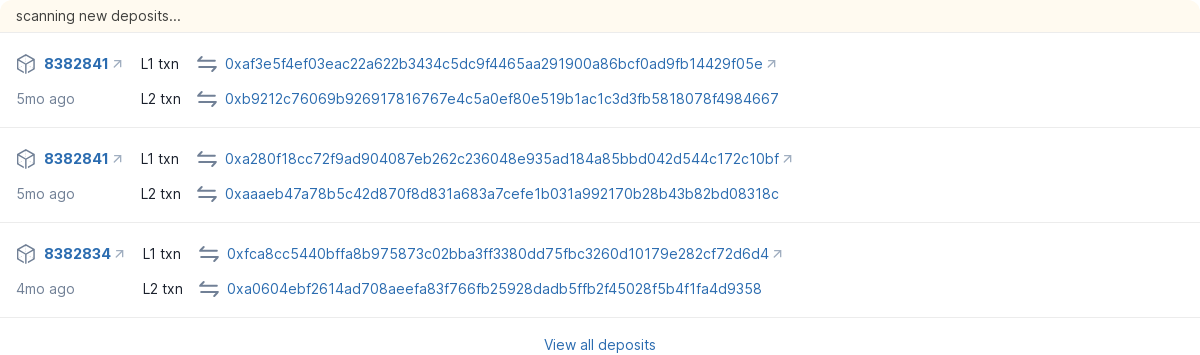 scanning new deposits...
8382841 L1 txn 0xaf3e5f4ef03eac22a622b3434c5dc9f4465aa291900a86bcf0ad9fb14429f05e
5mo ago L2 txn 0xb9212c76069b926917816767e4c5a0ef80e519b1ac1c3d3fb5818078f4984667
8382841 L1 txn 0xa280f18cc72f9ad904087eb262c236048e935ad184a85bbd042d544c172c10bf
5mo ago L2 txn 0xaaaeb47a78b5c42d870f8d831a683a7cefe1b031a992170b28b43b82bd08318c
8382834 L1 txn 0xfca8cc5440bffa8b975873c02bba3ff3380dd75fbc3260d10179e282cf72d6d4
4mo ago L2 txn 0xa0604ebf2614ad708aeefa83f766fb25928dadb5ffb2f45028f5b4f1fa4d9358
View all deposits